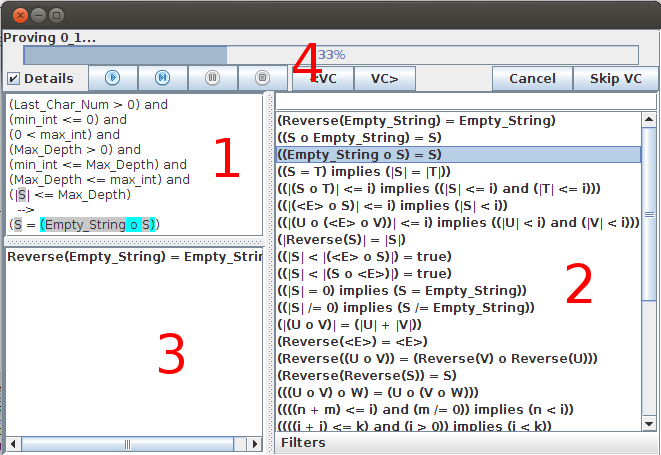 Proving 0_1...
33%
4
Details
<VC
VC>
Cancel
Skip VC
(Last_Char_Num > 0) and
(min_int <= 0) and
(0 < max_int) and
(Max_Depth > 0) and
(min_int <= Max_Depth) and
(Max_Depth <= max_int) and
(|S| <= Max_Depth)
-->
(S = (Empty_String o S))
1
Reverse(Empty_String) = Empty_Strin
3
(Reverse(Empty_String) = Empty_String)
((S o Empty_String) = S)
((Empty_String o S) = S)
((S = T) implies (|S| = |T|))
((|(S o T)| <= i) implies ((|S| <= i) and (|T| <= i)))
((|(<E> o S)| <= i) implies (|S| < i))
((|(U o (<E> o V))| <= i) implies ((|U| < i) and (|V| < i)))
(|Reverse(S)| = |S|)
((|S| < |(<E> o S)|) = true)
((|S| < |(S o <E>)|) = true)
((|S| = 0) implies (S = Empty_String))
((|S| /= 0) implies (S /= Empty_String))
(|(U o V)| = (|U| + |V|))
(Reverse(<E>) = <E>)
(Reverse((U o V)) = (Reverse(V) o Reverse(U)))
(Reverse(Reverse(S)) = S)
(((U o V) o W) = (U o (V o W)))
((((n + m) <= i) and (m /= 0)) implies (n < i))
((((j + i) <= k) and (i > 0)) implies (j < k))
2
Filters